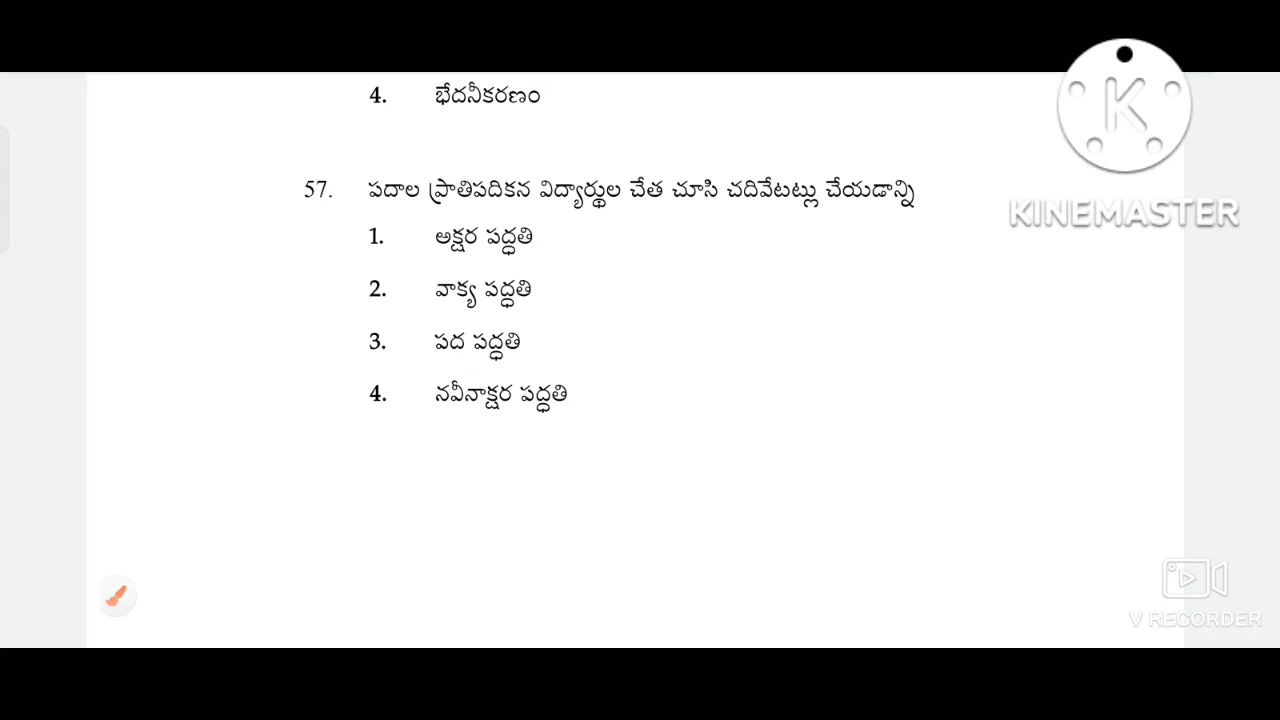 4. భేదనీకరణం
57. పదాల ప్రాతిపదికన విద్యార్థుల చేత చూసి చదివేటట్లు చేయడాన్ని
1. అక్షర పద్ధతి
2. వాక్య పద్ధతి
3. పద పద్ధతి
4. నవీనాక్షర పద్ధతి
K
KINEMASTER
V RECORDER